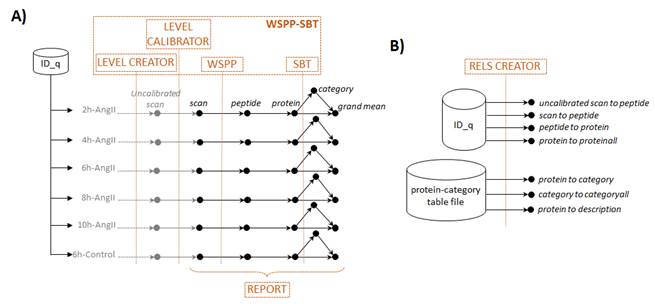 A)
WSPP-SBT
LEVEL
CALIBRATOR
ID_q
LEVEL CREATOR
WSPP
SBT
Uncalibrated
scan
scan
peptide
protein
category
grand mean
2h-AngII
4h-AngII
6h-AngII
8h-AngII
10h-AngII
6h-Control
REPORT
B)
RELS CREATOR
ID_q
uncalibrated scan to peptide
scan to peptide
peptide to protein
protein to proteinall
protein-category
table file
protein to category
category to categoryall
protein to description